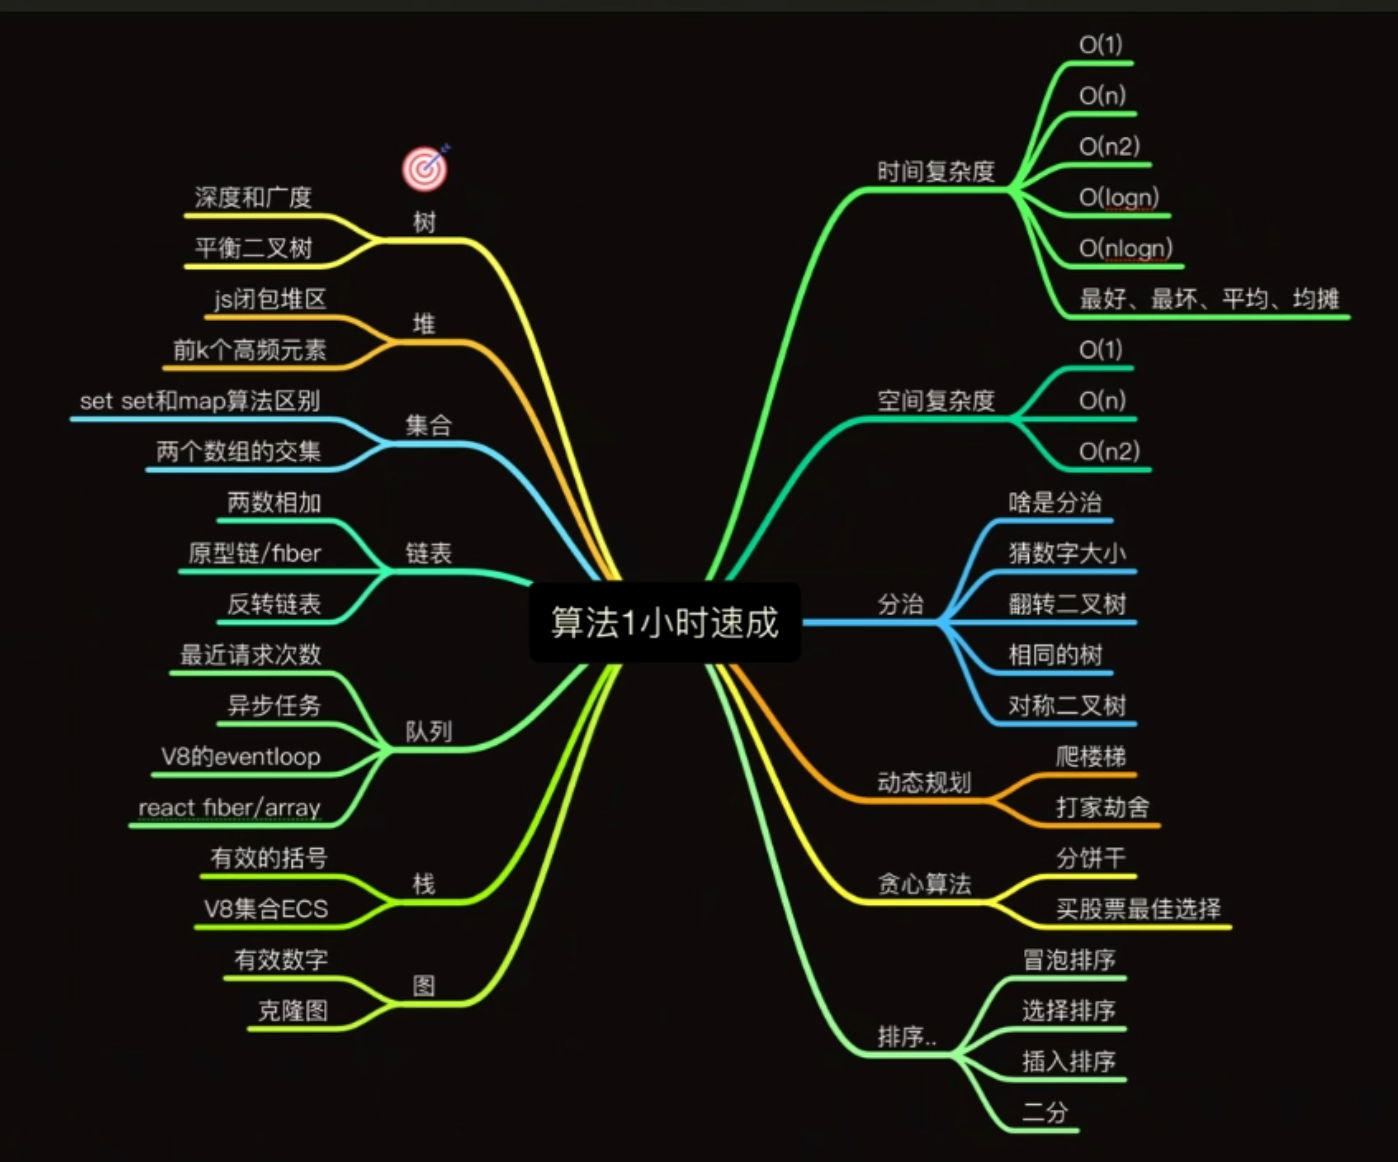 算法1小时速成
时间复杂度
O(1)
O(n)
O(n2)
O(logn)
O(nlogn)
最好、最坏、平均、均摊
空间复杂度
O(1)
O(n)
O(n2)
分治
啥是分治
猜数字大小
翻转二叉树
相同的树
对称二叉树
动态规划
爬楼梯
打家劫舍
贪心算法
分饼干
买股票最佳选择
排序..
冒泡排序
选择排序
插入排序
二分
树
深度和广度
平衡二叉树
堆
js闭包堆区
前k个高频元素
集合
set set和map算法区别
两个数组的交集
链表
两数相加
原型链/fiber
反转链表
队列
最近请求次数
异步任务
V8的eventloop
react fiber/array
栈
有效的括号
V8集合ECS
图
有效数字
克隆图